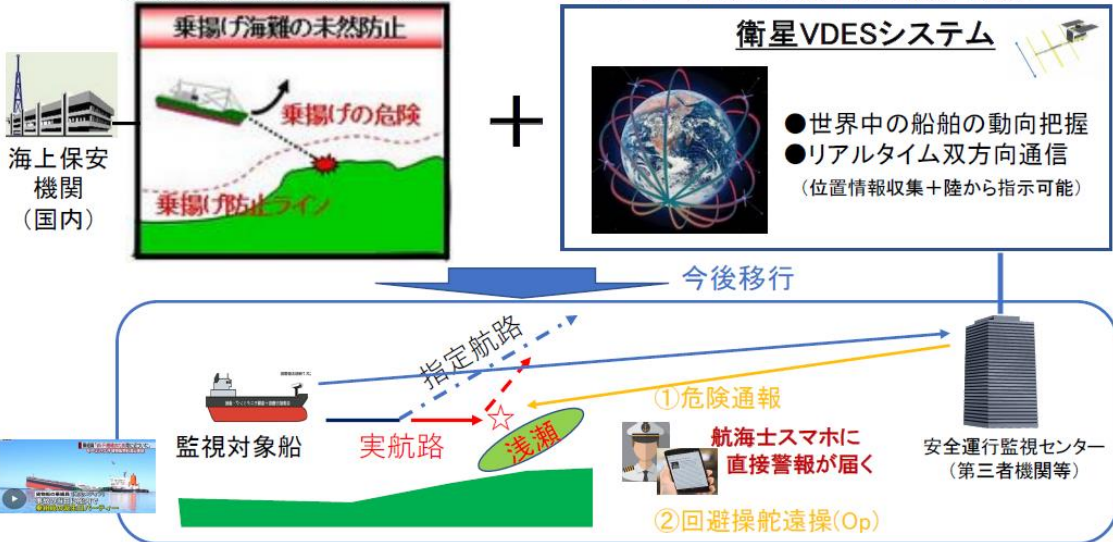 乗揚げ海難の未然防止
乗揚げの危険
乗揚げ防止ライン
海上保安
機関
(国内)
+
衛星VDESシステム
●世界中の船舶の動向把握
●リアルタイム双方向通信
(位置情報収集+陸から指示可能)
今後移行
指定航路
監視対象船
実航路
浅瀬
①危険通報
航海士スマホに
直接警報が届く
②回避操舵遠操(Op)
安全運行監視センター
(第三者機関等)